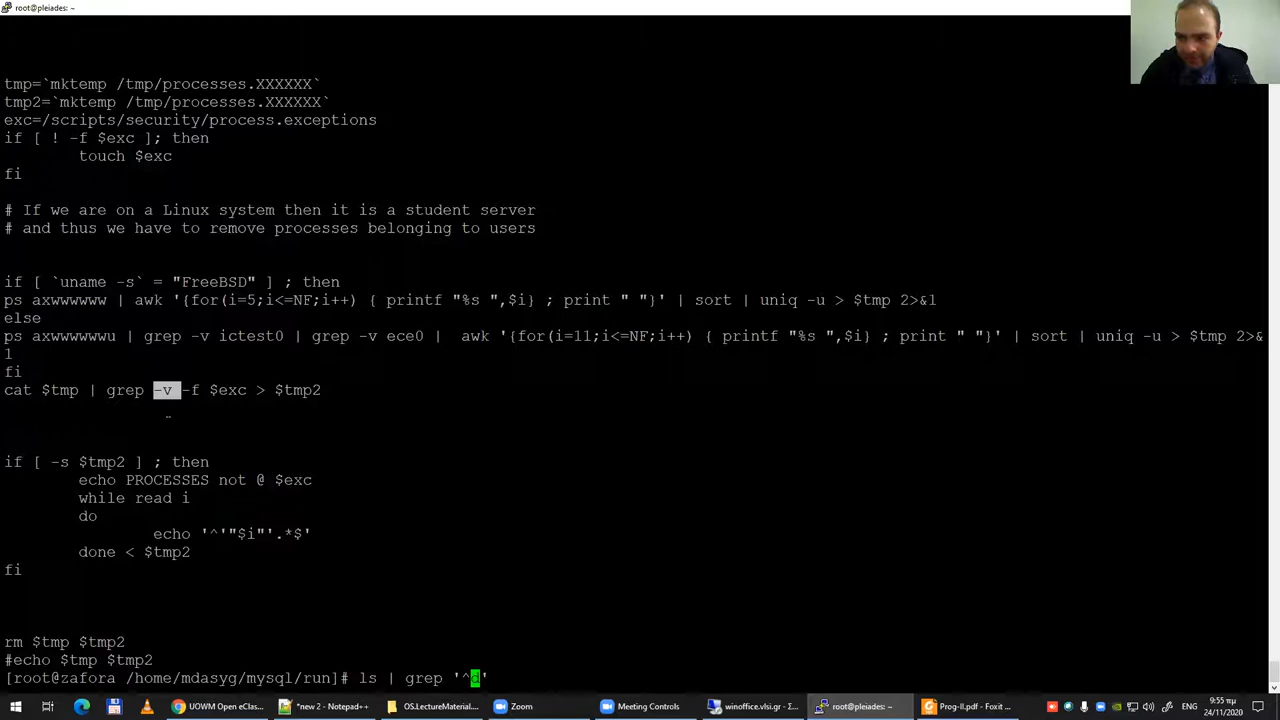 root@pleiades: ~
tmp=`mktemp /tmp/processes.XXXXXX`
tmp2=`mktemp /tmp/processes.XXXXXX`
exc=/scripts/security/process.exceptions
if [ ! -f $exc ]; then
touch $exc
fi
# If we are on a Linux system then it is a student server
# and thus we have to remove processes belonging to users
if [ `uname -s` = "FreeBSD" ] ; then
ps axwwwwww | awk '{for(i=5;i<=NF;i++) { printf "%s ",$i} ; print " "}' | sort | uniq -u > $tmp 2>&1
else
ps axwwwwwwu | grep -v ictest0 | grep -v ece0 |  awk '{for(i=11;i<=NF;i++) { printf "%s ",$i} ; print " "}' | sort | uniq -u > $tmp 2>&
1
fi
cat $tmp | grep -v -f $exc > $tmp2
if [ -s $tmp2 ] ; then
echo PROCESSES not @ $exc
while read i
do
echo '^'"$i"'.*$'
done < $tmp2
fi
rm $tmp $tmp2
#echo $tmp $tmp2
[root@zafora /home/mdasyg/mysql/run]# ls | grep '^d'
UOWM Open eClas...
*new 2 - Notepad++
OS.LectureMaterial...
Zoom
Meeting Controls
winoffice.vlsi.gr - ...
root@pleiades: ~
Prog-II.pdf - Foxit ...
9:55 πμ
24/11/2020